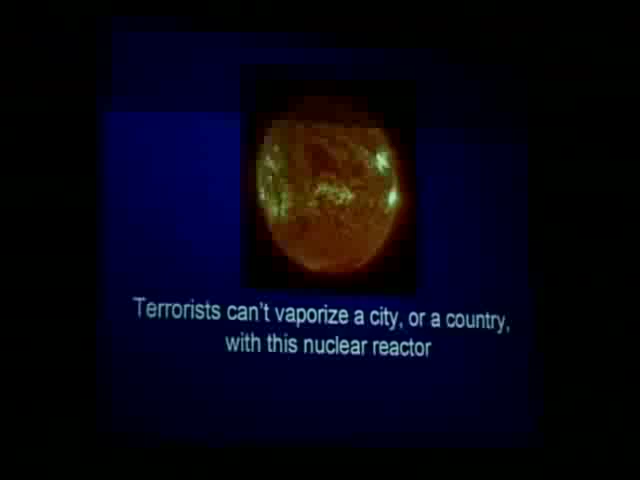 Terrorists can't vaporize a city, or a country,
with this nuclear reactor